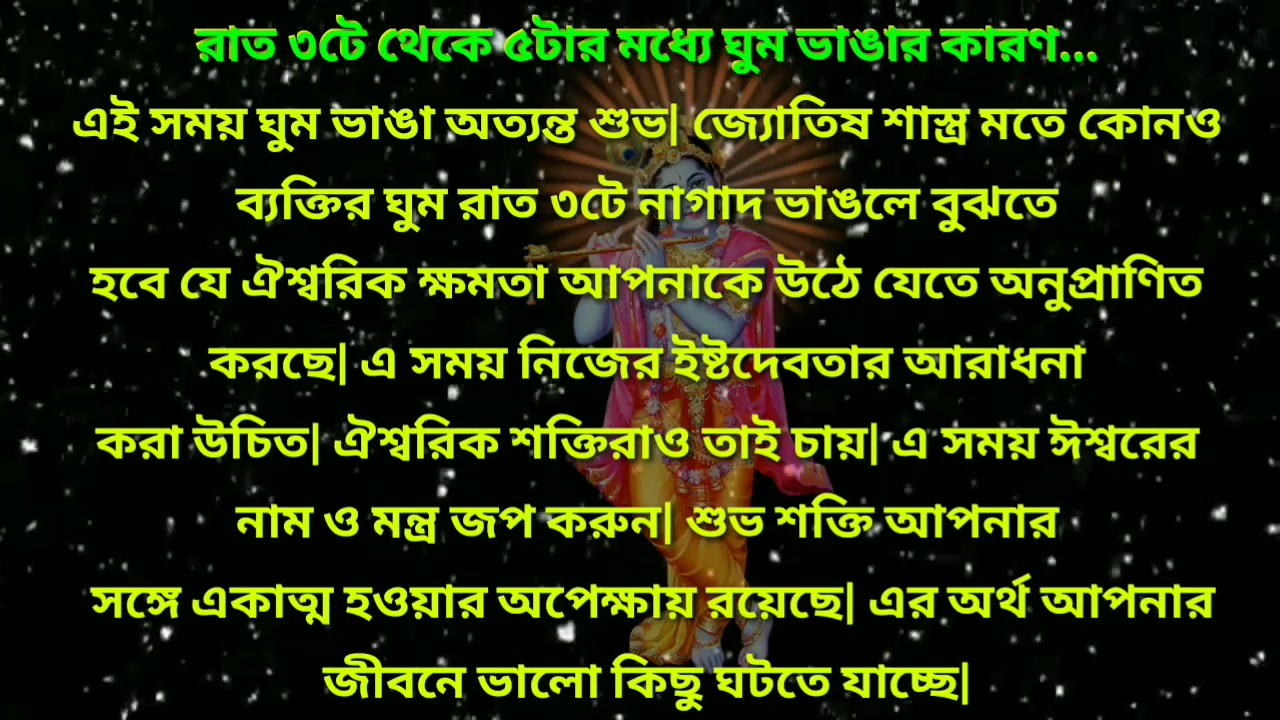 রাত ৩টে থেকে ৫টার মধ্যে ঘুম ভাঙার কারণ...
এই সময় ঘুম ভাঙা অত্যন্ত শুভ| জ্যোতিষ শাস্ত্র মতে কোনও
ব্যক্তির ঘুম রাত ৩টে নাগাদ ভাঙলে বুঝতে
হবে যে ঐশ্বরিক ক্ষমতা আপনাকে উঠে যেতে অনুপ্রাণিত
করছে| এ সময় নিজের ইষ্টদেবতার আরাধনা
করা উচিত| ঐশ্বরিক শক্তিরাও তাই চায়| এ সময় ঈশ্বরের
নাম ও মন্ত্র জপ করুন| শুভ শক্তি আপনার
সঙ্গে একাত্ম হওয়ার অপেক্ষায় রয়েছে| এর অর্থ আপনার
জীবনে ভালো কিছু ঘটতে যাচ্ছে|